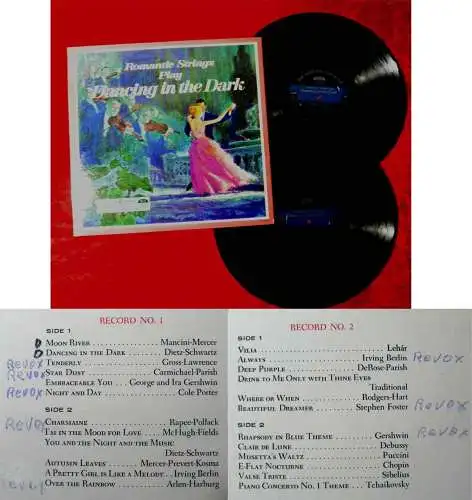 Romantic Strings
Play
Dancing in the Dark
RECORD NO. 1
SIDE 1
MOON RIVER Mancini-Mercer
DANCING IN THE DARK Dietz-Schwartz
REVOX TENDERLY Gross-Lawrence
REVOX STAR DUST Carmichael-Parish
EMBRACEABLE YOU George and Ira Gershwin
REVOX NIGHT AND DAY Cole Porter
SIDE 2
REVOX CHARMAINE Rapee-Pollack
I'M IN THE MOOD FOR LOVE McHugh-Fields
YOU AND THE NIGHT AND THE MUSIC
Dietz-Schwartz
AUTUMN LEAVES Mercer-Prevert-Kosma
A PRETTY GIRL IS LIKE A MELODY Irving Berlin
OVER THE RAINBOW Arlen-Harburg
RECORD NO. 2
SIDE 1
VILIA Lehár
ALWAYS Irving Berlin REVOX
DEEP PURPLE DeRose-Parish
DRINK TO ME ONLY WITH THINE EYES
Traditional
WHERE OR WHEN Rodgers-Hart
BEAUTIFUL DREAMER Stephen Foster REVOX
SIDE 2
RHAPSODY IN BLUE THEME Gershwin REVOX
CLAIR DE LUNE Debussy
MUSETTA'S WALTZ Puccini
E-FLAT NOCTURNE Chopin
VALSE TRISTE Sibelius
PIANO CONCERTO NO. 1 THEME Tchaikovsky